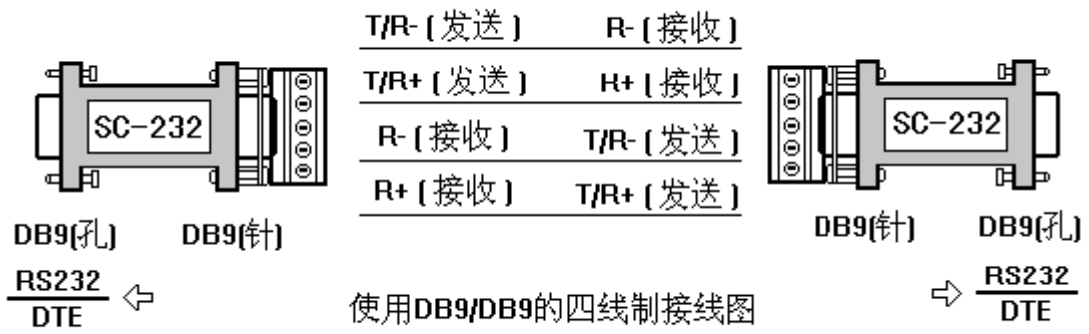 T/R- ( 发送 ) R- ( 接收 )
T/R+ ( 发送 ) R+ ( 接收 )
R- ( 接收 ) T/R- ( 发送 )
R+ ( 接收 ) T/R+ ( 发送 )
SC-232
SC-232
DB9(孔) DB9(针)
DB9(针) DB9(孔)
RS232
DTE
使用DB9/DB9的四线制接线图
RS232
DTE